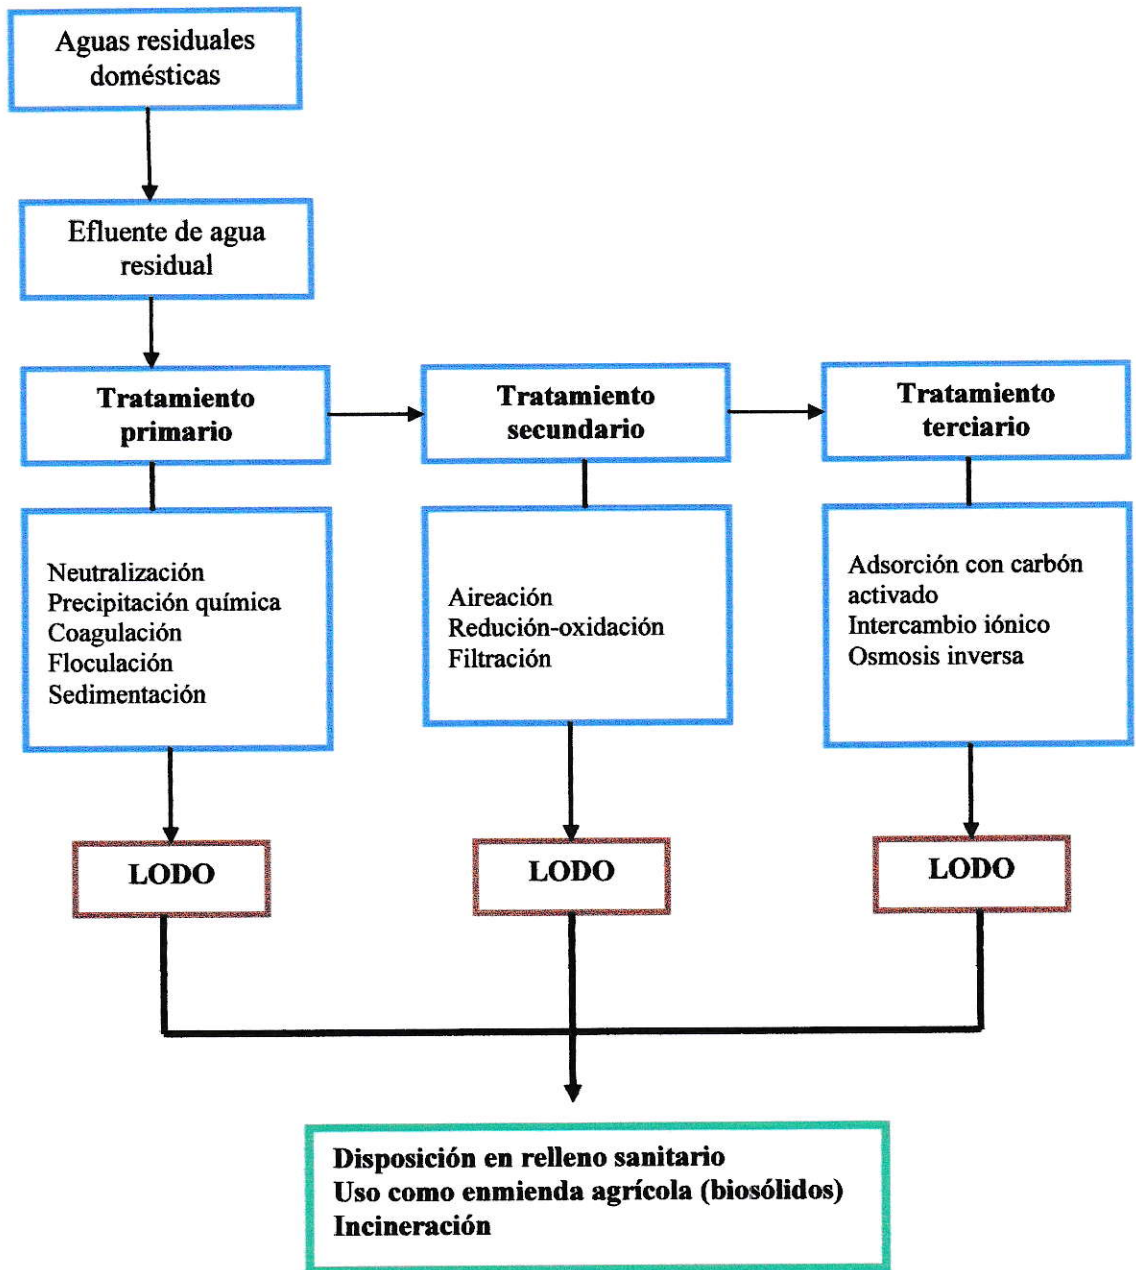 Aguas residuales
domésticas
Efluente de agua
residual
Tratamiento
primario
Tratamiento
secundario
Tratamiento
terciario
Neutralización
Precipitación química
Coagulación
Floculación
Sedimentación
Aireación
Redución-oxidación
Filtración
Adsorción con carbón
activado
Intercambio iónico
Osmosis inversa
LODO
LODO
LODO
Disposición en relleno sanitario
Uso como enmienda agrícola (biosólidos)
Incineración